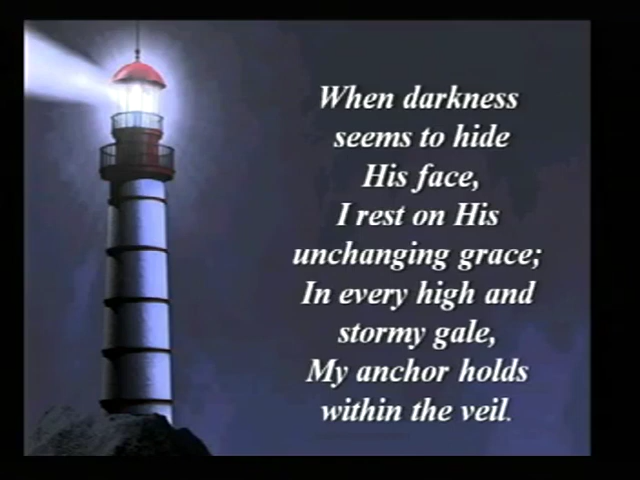 When darkness
seems to hide
His face,
I rest on His
unchanging grace;
In every high and
stormy gale,
My anchor holds
within the veil.